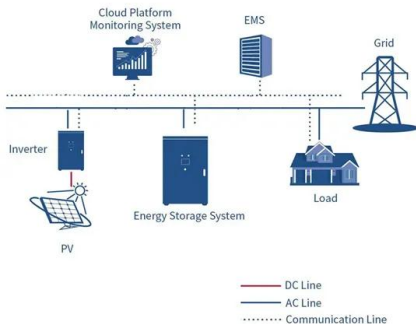 Cloud Platform
Monitoring System
EMS
Grid
Inverter
Energy Storage System
Load
PV
DC Line
AC Line
Communication Line